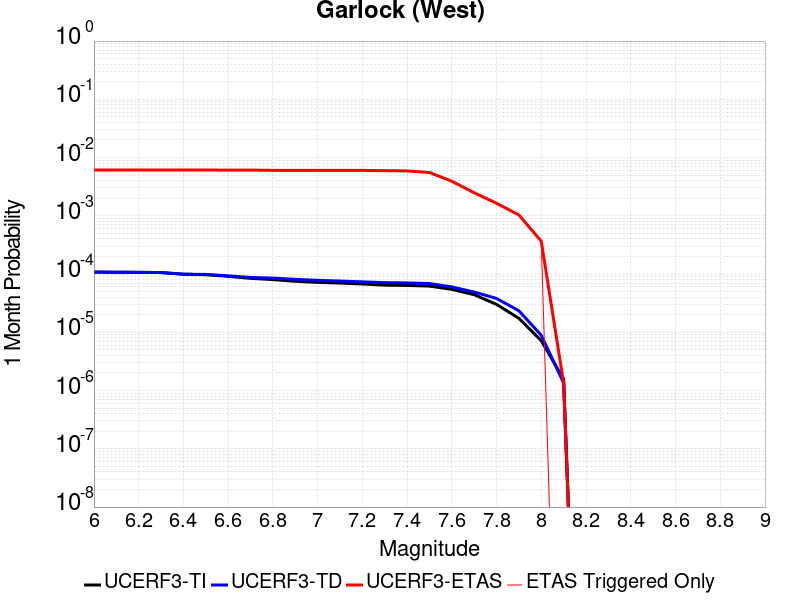 Garlock (West)
1 Month Probability
10^0
10^-1
10^-2
10^-3
10^-4
10^-5
10^-6
10^-7
10^-8
6 6.2 6.4 6.6 6.8 7 7.2 7.4 7.6 7.8 8 8.2 8.4 8.6 8.8 9
Magnitude
UCERF3-TI UCERF3-TD UCERF3-ETAS ETAS Triggered Only